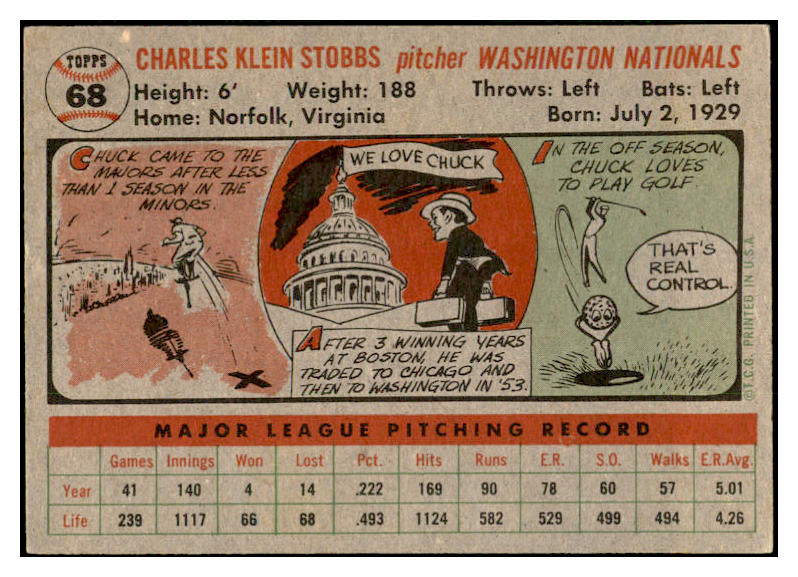 TOPPS
68
CHARLES KLEIN STOBBS pitcher WASHINGTON NATIONALS
Height: 6' Weight: 188 Throws: Left Bats: Left
Home: Norfolk, Virginia Born: July 2, 1929
CHUCK CAME TO THE
MAJORS AFTER LESS
THAN 1 SEASON IN THE
MINORS.
WE LOVE CHUCK
AFTER 3 WINNING YEARS
AT BOSTON, HE WAS
TRADED TO CHICAGO AND
THEN TO WASHINGTON IN '53.
IN THE OFF SEASON,
CHUCK LOVES
TO PLAY GOLF.
THAT'S
REAL
CONTROL.
©T.C.G. PRINTED IN U.S.A.
MAJOR LEAGUE PITCHING RECORD
Games Innings Won Lost Pct. Hits Runs E.R. S.O. Walks E.R.Avg.
Year 41 140 4 14 .222 169 90 78 60 57 5.01
Life 239 1117 66 68 .493 1124 582 529 499 494 4.26